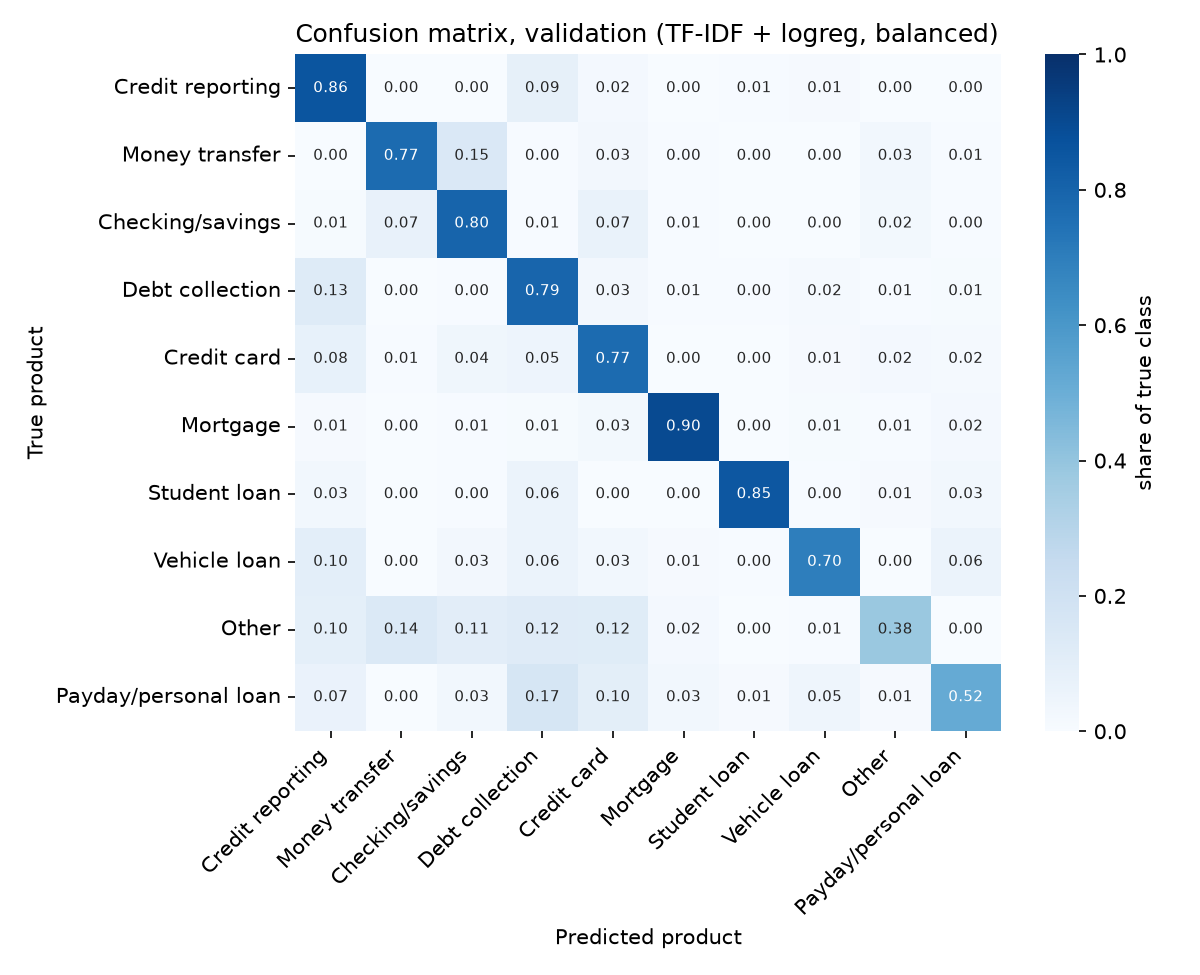 Confusion matrix, validation (TF-IDF + logreg, balanced)
True product
Credit reporting 0.86 0.00 0.00 0.09 0.02 0.00 0.01 0.01 0.00 0.00
Money transfer 0.00 0.77 0.15 0.00 0.03 0.00 0.00 0.00 0.03 0.01
Checking/savings 0.01 0.07 0.80 0.01 0.07 0.01 0.00 0.00 0.02 0.00
Debt collection 0.13 0.00 0.00 0.79 0.03 0.01 0.00 0.02 0.01 0.01
Credit card 0.08 0.01 0.04 0.05 0.77 0.00 0.00 0.01 0.02 0.02
Mortgage 0.01 0.00 0.01 0.01 0.03 0.90 0.00 0.01 0.01 0.02
Student loan 0.03 0.00 0.00 0.06 0.00 0.00 0.85 0.00 0.01 0.03
Vehicle loan 0.10 0.00 0.03 0.06 0.03 0.01 0.00 0.70 0.00 0.06
Other 0.10 0.14 0.11 0.12 0.12 0.02 0.00 0.01 0.38 0.00
Payday/personal loan 0.07 0.00 0.03 0.17 0.10 0.03 0.01 0.05 0.01 0.52
Credit reporting
Money transfer
Checking/savings
Debt collection
Credit card
Mortgage
Student loan
Vehicle loan
Other
Payday/personal loan
Predicted product
1.0
0.8
0.6
0.4
0.2
0.0
share of true class